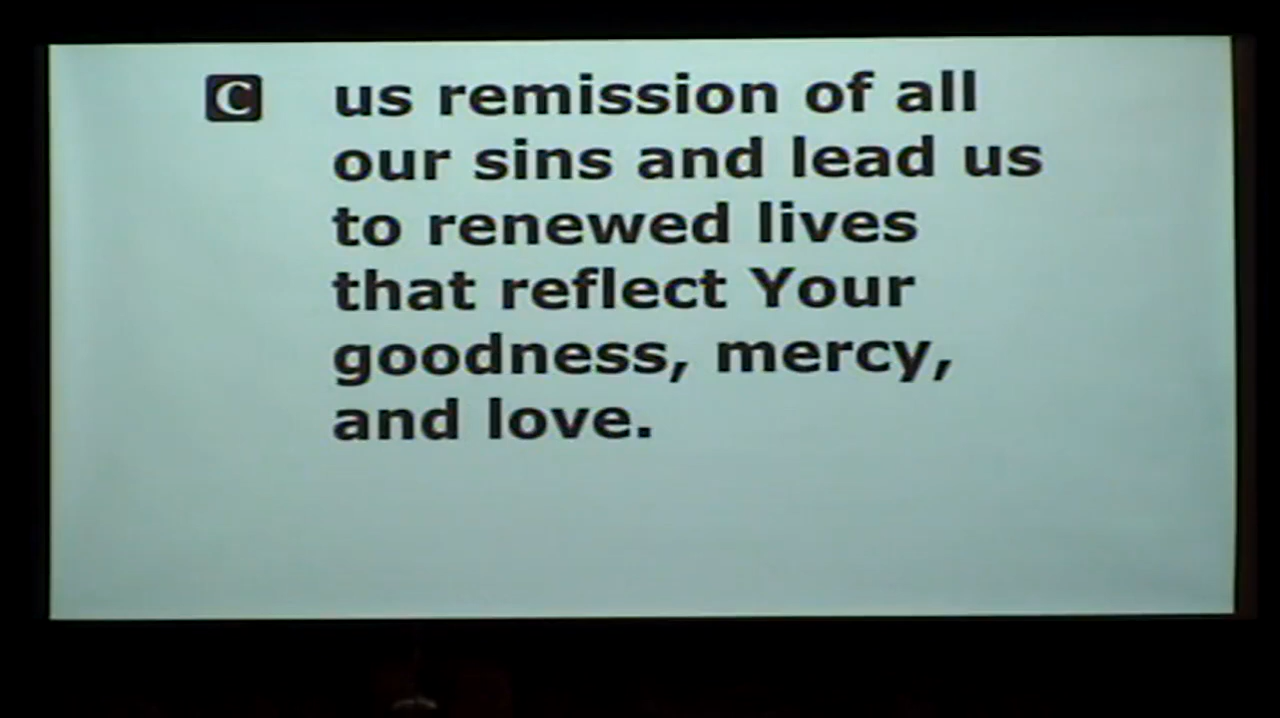 C us remission of all
our sins and lead us
to renewed lives
that reflect Your
goodness, mercy,
and love.